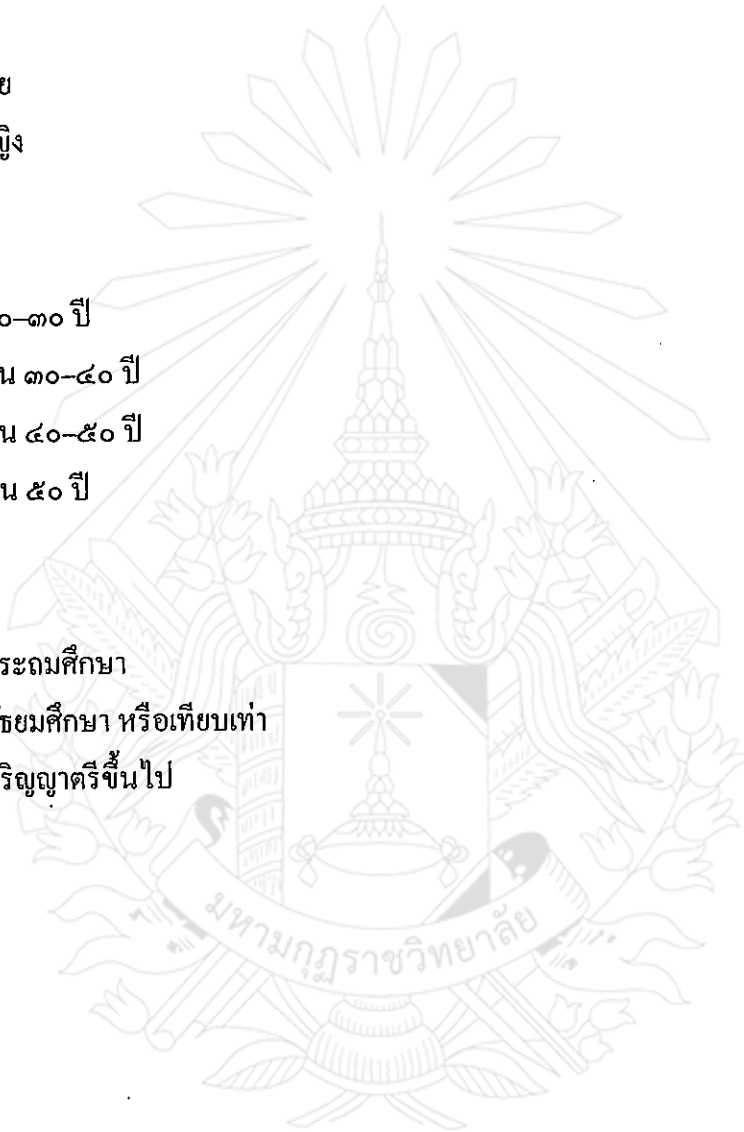 ย
ญิง
๐–๓๐ ปี
น ๓๐–๔๐ ปี
น ๔๐–๕๐ ปี
น ๕๐ ปี
ระถมศึกษา
ัธยมศึกษา หรือเทียบเท่า
ริญญาตรีขึ้นไป
มหามกุฏราชวิทยาลัย